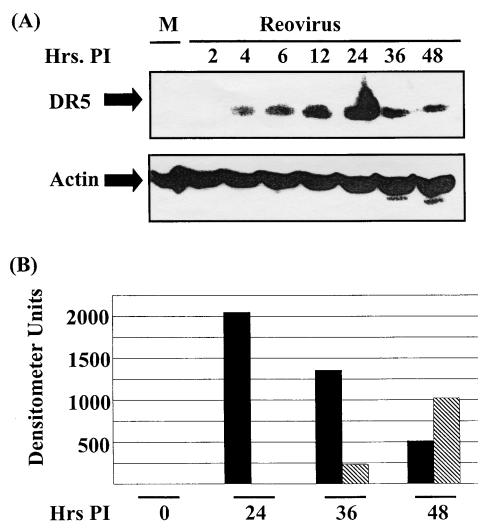 (A)
M Reovirus
Hrs. PI 2 4 6 12 24 36 48
DR5
Actin
(B)
Densitometer Units
2000
1500
1000
500
Hrs PI 0 24 36 48